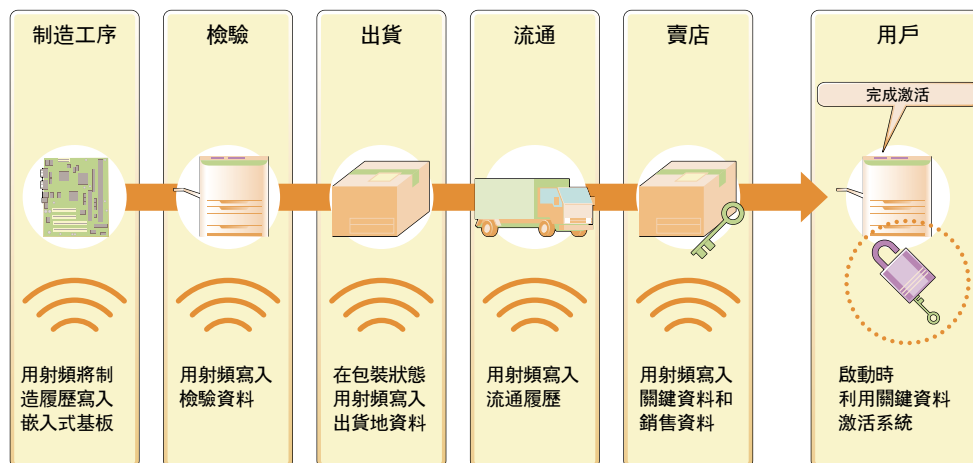 制造工序
檢驗
出貨
流通
賣店
用戶
完成激活
用射頻將制
造履歷寫入
嵌入式基板
用射頻寫入
檢驗資料
在包裝狀態
用射頻寫入
出貨地資料
用射頻寫入
流通履歷
用射頻寫入
關鍵資料和
銷售資料
啟動時
利用關鍵資料
激活系統